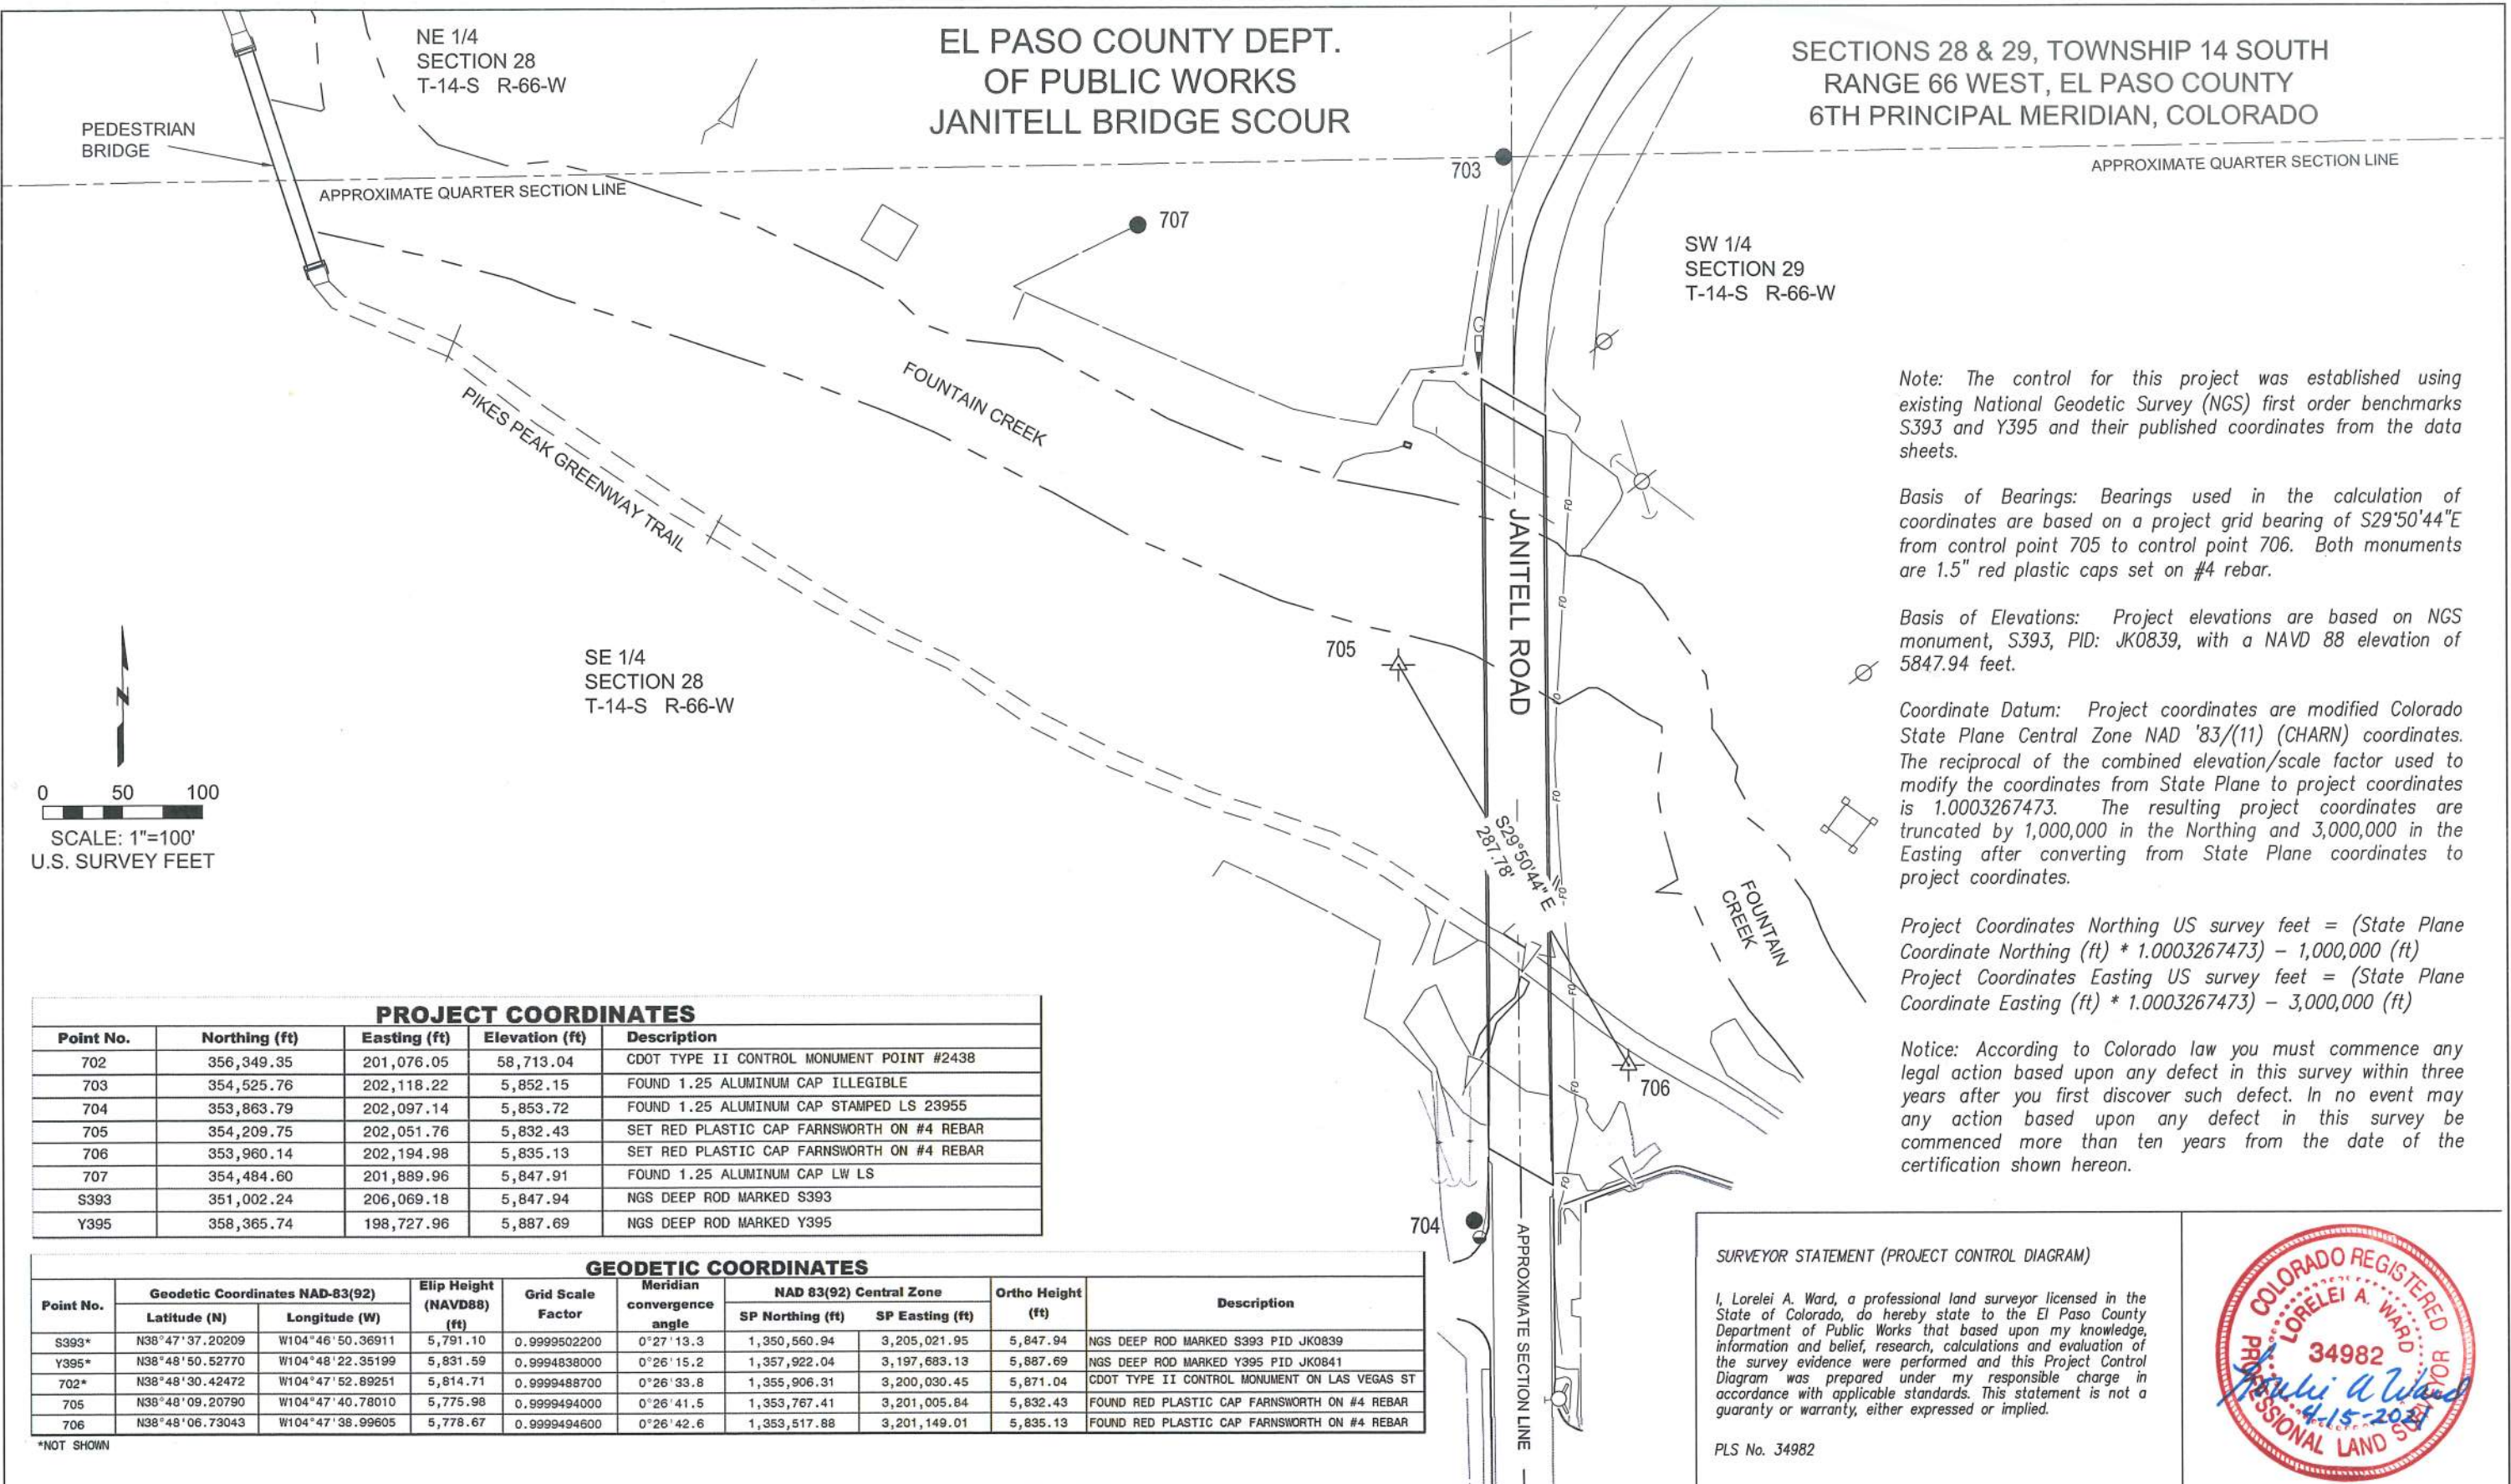 EL PASO COUNTY DEPT.
OF PUBLIC WORKS
JANITELL BRIDGE SCOUR
SECTIONS 28 & 29, TOWNSHIP 14 SOUTH
RANGE 66 WEST, EL PASO COUNTY
6TH PRINCIPAL MERIDIAN, COLORADO
NE 1/4
SECTION 28
T-14-S R-66-W
PEDESTRIAN
BRIDGE
APPROXIMATE QUARTER SECTION LINE
APPROXIMATE QUARTER SECTION LINE
703
707
SW 1/4
SECTION 29
T-14-S R-66-W
G
FOUNTAIN CREEK
PIKES PEAK GREENWAY TRAIL
JANITELL ROAD
FO
FO
FO
FO
FO
FO
FO
FO
FO
705
SE 1/4
SECTION 28
T-14-S R-66-W
N
0 50 100
SCALE: 1"=100'
U.S. SURVEY FEET
S29°50'44" E
287.78'
FOUNTAIN
CREEK
706
704
APPROXIMATE SECTION LINE
Note: The control for this project was established using
existing National Geodetic Survey (NGS) first order benchmarks
S393 and Y395 and their published coordinates from the data
sheets.
Basis of Bearings: Bearings used in the calculation of
coordinates are based on a project grid bearing of S29°50'44"E
from control point 705 to control point 706. Both monuments
are 1.5" red plastic caps set on #4 rebar.
Basis of Elevations: Project elevations are based on NGS
monument, S393, PID: JK0839, with a NAVD 88 elevation of
5847.94 feet.
Coordinate Datum: Project coordinates are modified Colorado
State Plane Central Zone NAD '83/(11) (CHARN) coordinates.
The reciprocal of the combined elevation/scale factor used to
modify the coordinates from State Plane to project coordinates
is 1.0003267473. The resulting project coordinates are
truncated by 1,000,000 in the Northing and 3,000,000 in the
Easting after converting from State Plane coordinates to
project coordinates.
Project Coordinates Northing US survey feet = (State Plane
Coordinate Northing (ft) * 1.0003267473) – 1,000,000 (ft)
Project Coordinates Easting US survey feet = (State Plane
Coordinate Easting (ft) * 1.0003267473) – 3,000,000 (ft)
Notice: According to Colorado law you must commence any
legal action based upon any defect in this survey within three
years after you first discover such defect. In no event may
any action based upon any defect in this survey be
commenced more than ten years from the date of the
certification shown hereon.
PROJECT COORDINATES
Point No. Northing (ft) Easting (ft) Elevation (ft) Description
702 356,349.35 201,076.05 58,713.04 CDOT TYPE II CONTROL MONUMENT POINT #2438
703 354,525.76 202,118.22 5,852.15 FOUND 1.25 ALUMINUM CAP ILLEGIBLE
704 353,863.79 202,097.14 5,853.72 FOUND 1.25 ALUMINUM CAP STAMPED LS 23955
705 354,209.75 202,051.76 5,832.43 SET RED PLASTIC CAP FARNSWORTH ON #4 REBAR
706 353,960.14 202,194.98 5,835.13 SET RED PLASTIC CAP FARNSWORTH ON #4 REBAR
707 354,484.60 201,889.96 5,847.91 FOUND 1.25 ALUMINUM CAP LW LS
S393 351,002.24 206,069.18 5,847.94 NGS DEEP ROD MARKED S393
Y395 358,365.74 198,727.96 5,887.69 NGS DEEP ROD MARKED Y395
GEODETIC COORDINATES
Point No. Geodetic Coordinates NAD-83(92) Elip Height (NAVD88) (ft) Grid Scale Factor Meridian convergence angle NAD 83(92) Central Zone Ortho Height (ft) Description
Latitude (N) Longitude (W) SP Northing (ft) SP Easting (ft)
S393* N38°47'37.20209 W104°46'50.36911 5,791.10 0.9999502200 0°27'13.3 1,350,560.94 3,205,021.95 5,847.94 NGS DEEP ROD MARKED S393 PID JK0839
Y395* N38°48'50.52770 W104°48'22.35199 5,831.59 0.9994838000 0°26'15.2 1,357,922.04 3,197,683.13 5,887.69 NGS DEEP ROD MARKED Y395 PID JK0841
702* N38°48'30.42472 W104°47'52.89251 5,814.71 0.9999488700 0°26'33.8 1,355,906.31 3,200,030.45 5,871.04 CDOT TYPE II CONTROL MONUMENT ON LAS VEGAS ST
705 N38°48'09.20790 W104°47'40.78010 5,775.98 0.9999494000 0°26'41.5 1,353,767.41 3,201,005.84 5,832.43 FOUND RED PLASTIC CAP FARNSWORTH ON #4 REBAR
706 N38°48'06.73043 W104°47'38.99605 5,778.67 0.9999494600 0°26'42.6 1,353,517.88 3,201,149.01 5,835.13 FOUND RED PLASTIC CAP FARNSWORTH ON #4 REBAR
*NOT SHOWN
SURVEYOR STATEMENT (PROJECT CONTROL DIAGRAM)
I, Lorelei A. Ward, a professional land surveyor licensed in the
State of Colorado, do hereby state to the El Paso County
Department of Public Works that based upon my knowledge,
information and belief, research, calculations and evaluation of
the survey evidence were performed and this Project Control
Diagram was prepared under my responsible charge in
accordance with applicable standards. This statement is not a
guaranty or warranty, either expressed or implied.
PLS No. 34982
COLORADO REGISTERED
LORELEI A. WARD
34982
Lorelei A Ward
4-15-2021
PROFESSIONAL LAND SURVEYOR